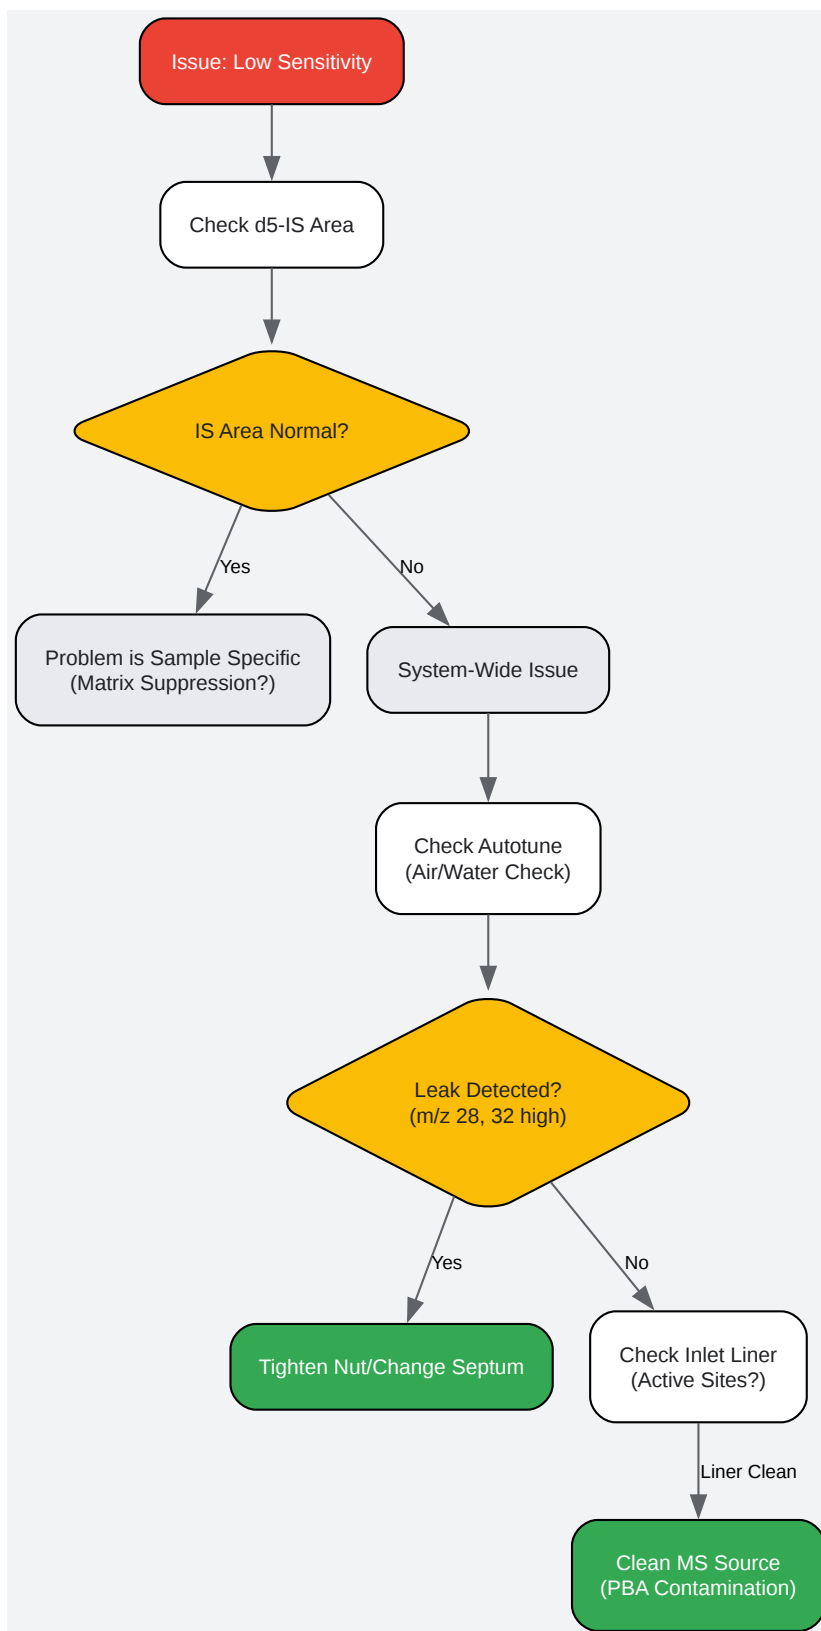 Issue: Low Sensitivity
Check d5-IS Area
IS Area Normal?
Yes
No
Problem is Sample Specific
(Matrix Suppression?)
System-Wide Issue
Check Autotune
(Air/Water Check)
Leak Detected?
(m/z 28, 32 high)
Yes
No
Tighten Nut/Change Septum
Check Inlet Liner
(Active Sites?)
Liner Clean
Clean MS Source
(PBA Contamination)